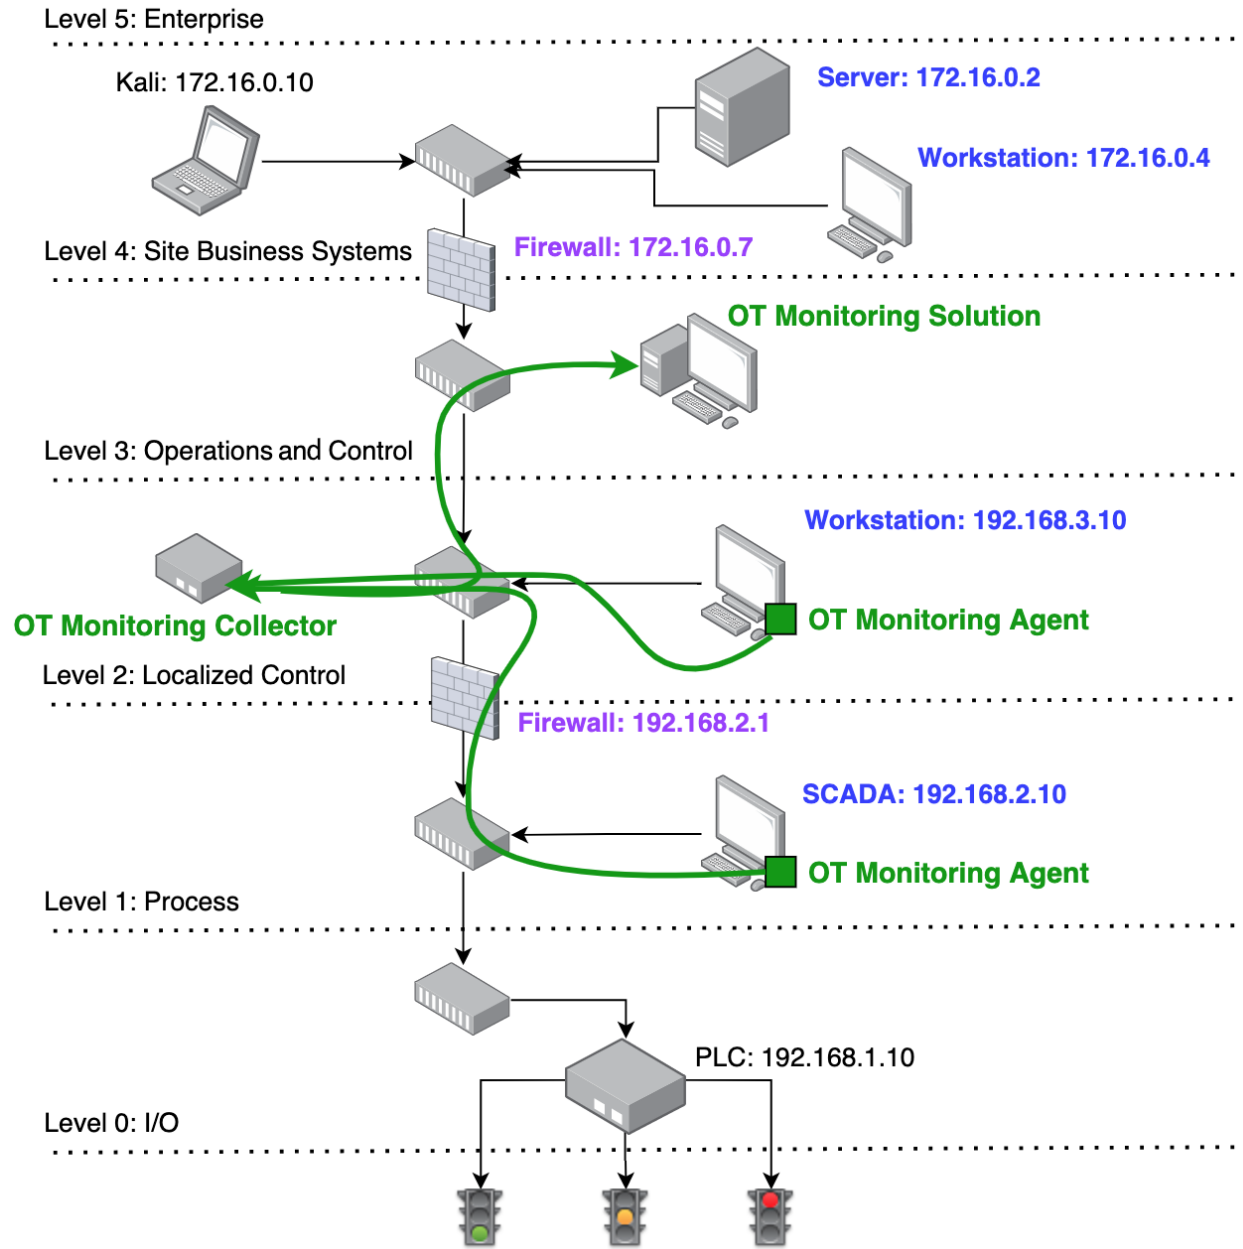 Level 5: Enterprise
Kali: 172.16.0.10
Server: 172.16.0.2
Workstation: 172.16.0.4
Level 4: Site Business Systems
Firewall: 172.16.0.7
OT Monitoring Solution
Level 3: Operations and Control
Workstation: 192.168.3.10
OT Monitoring Collector
OT Monitoring Agent
Level 2: Localized Control
Firewall: 192.168.2.1
SCADA: 192.168.2.10
OT Monitoring Agent
Level 1: Process
PLC: 192.168.1.10
Level 0: I/O